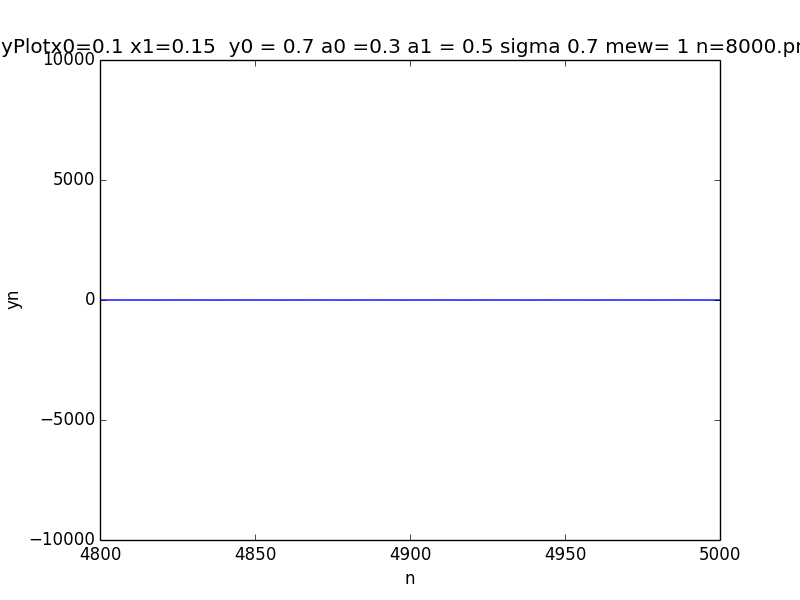 yPlotx0=0.1 x1=0.15  y0 = 0.7 a0 =0.3 a1 = 0.5 sigma 0.7 mew= 1 n=8000.pr
10000
5000
0
−5000
−10000
yn
4800 4850 4900 4950 5000
n